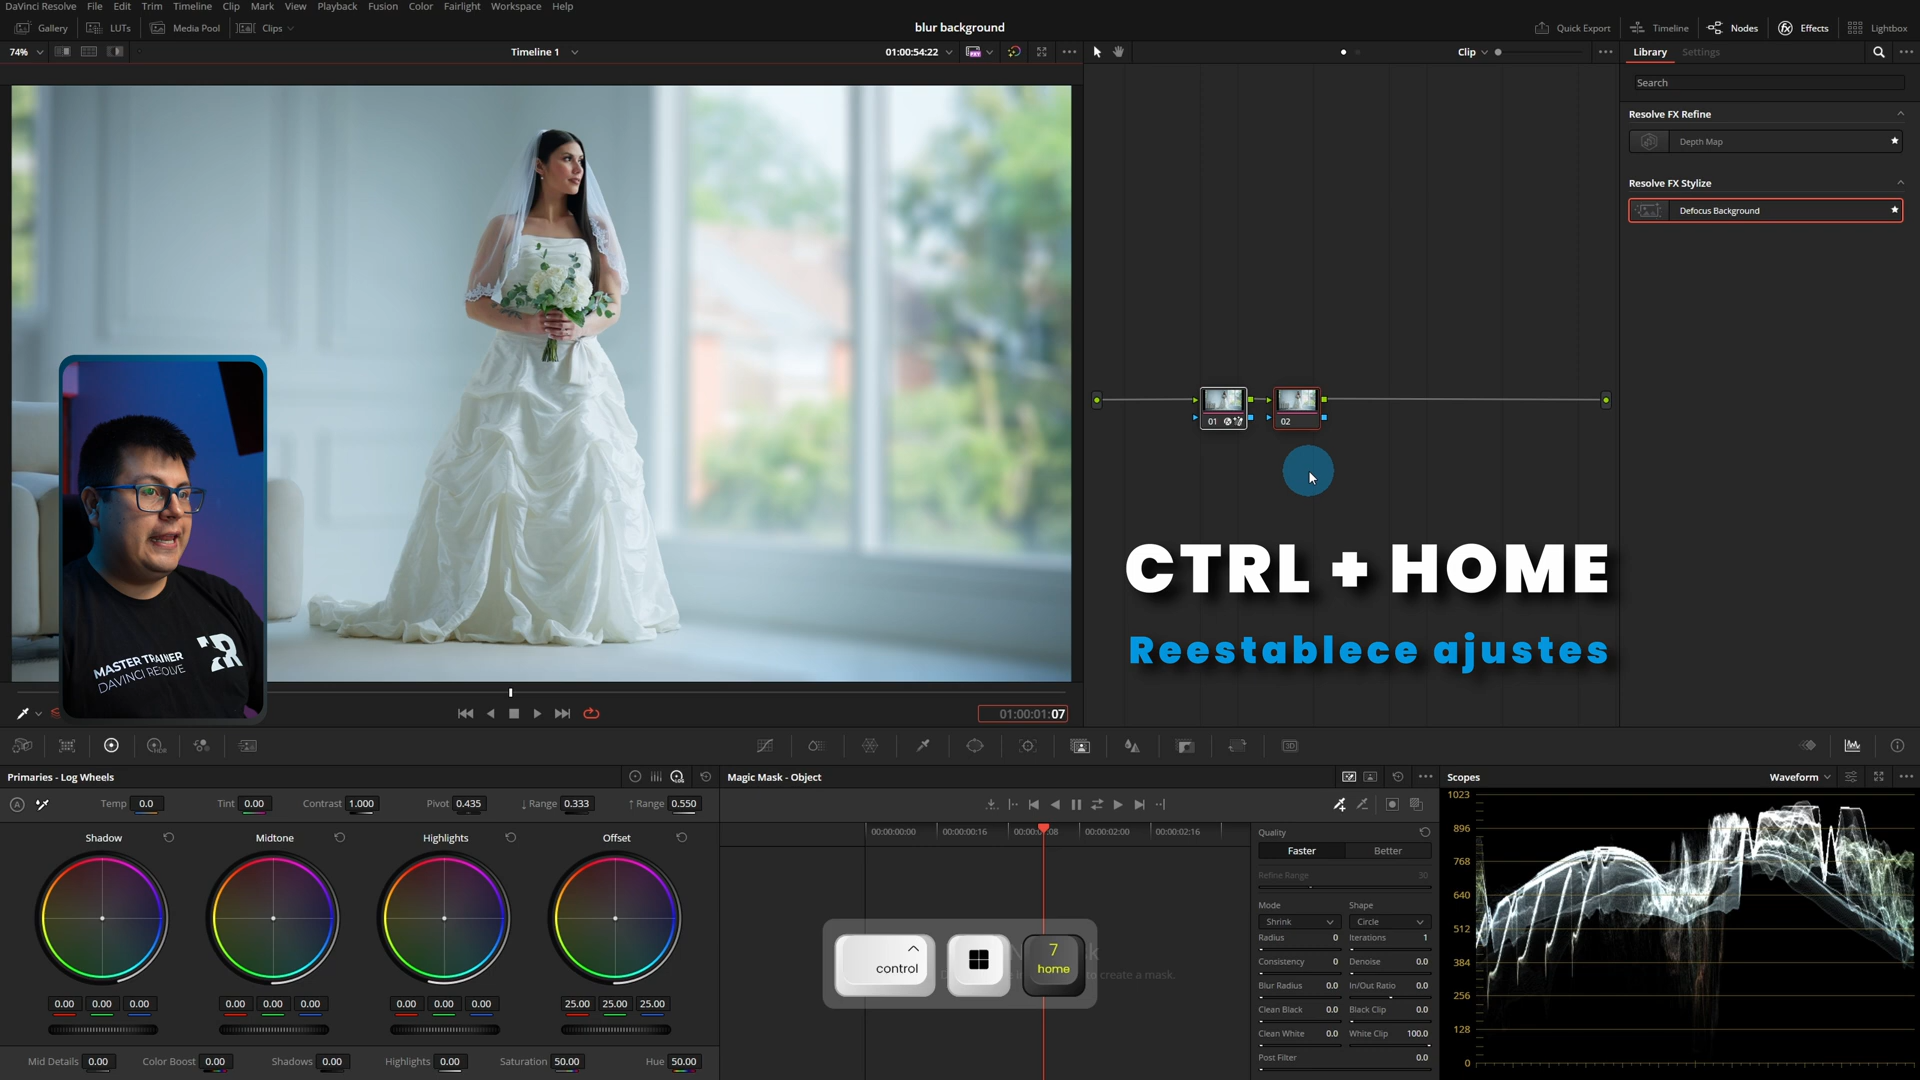 DaVinci Resolve File Edit Trim Timeline Clip Mark View Playback Fusion Color Fairlight Workspace Help
Gallery LUTs Media Pool Clips
blur background
Quick Export Timeline Nodes Effects Lightbox
74%
Timeline 1
01:00:54:22
Clip
Library Settings
Search
Resolve FX Refine
Depth Map
Resolve FX Stylize
Defocus Background
01
02
CTRL + HOME
Reestablece ajustes
MASTER TRAINER
DAVINCI RESOLVE
01:00:01:07
Primaries - Log Wheels
Temp 0.0 Tint 0.00 Contrast 1.000 Pivot 0.435 ↓ Range 0.333 ↑ Range 0.550
Shadow Midtone Highlights Offset
0.00 0.00 0.00 0.00 0.00 0.00 0.00 0.00 0.00 25.00 25.00 25.00
Mid Details 0.00 Color Boost 0.00 Shadows 0.00 Highlights 0.00 Saturation 50.00 Hue 50.00
Magic Mask - Object
00:00:00:00 00:00:00:16 00:00:01:08 00:00:02:00 00:00:02:16
control
7
home
to create a mask.
Quality
Faster Better
Refine Range 30
Mode Shape
Shrink Circle
Radius 0 Iterations 1
Consistency 0 Denoise 0.0
Blur Radius 0.0 In/Out Ratio 0.0
Clean Black 0.0 Black Clip 0.0
Clean White 0.0 White Clip 100.0
Post Filter 0.0
Scopes
Waveform
1023
896
768
640
512
384
256
128
0